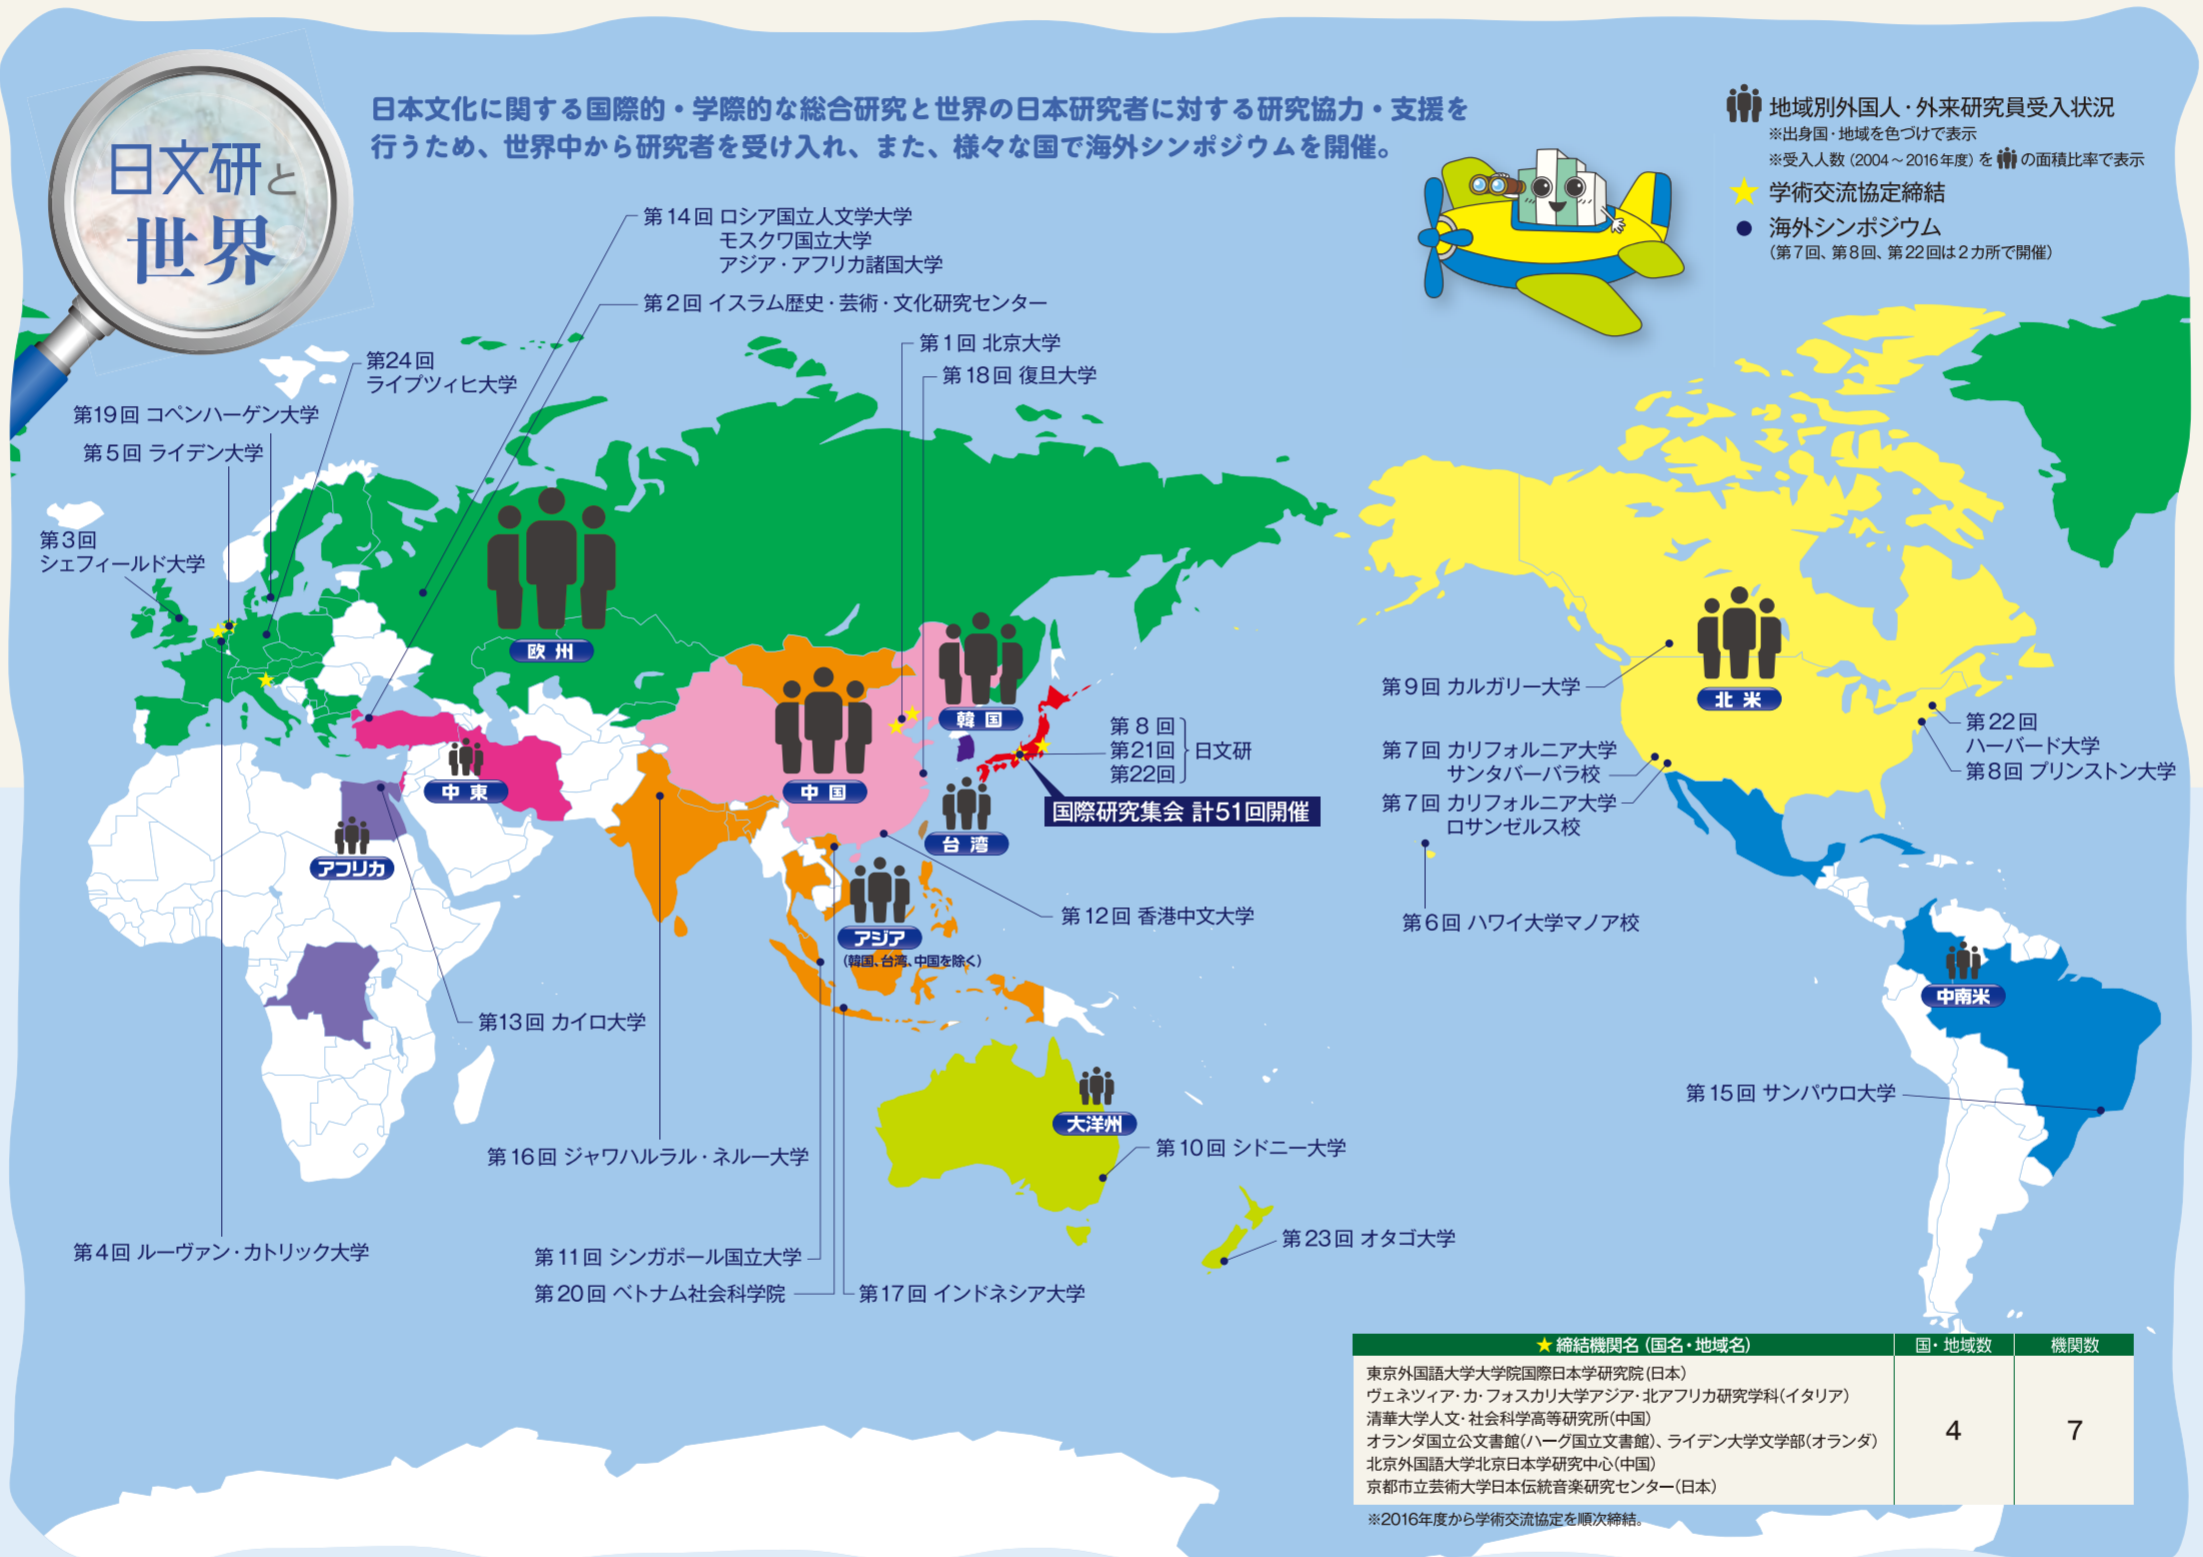 日文研と
世界
日本文化に関する国際的・学際的な総合研究と世界の日本研究者に対する研究協力・支援を
行うため、世界中から研究者を受け入れ、また、様々な国で海外シンポジウムを開催。
地域別外国人・外来研究員受入状況
※出身国・地域を色づけで表示
※受入人数（2004～2016年度）を の面積比率で表示
★ 学術交流協定締結
● 海外シンポジウム
（第7回、第8回、第22回は2カ所で開催）
第14回 ロシア国立人文学大学
モスクワ国立大学
アジア・アフリカ諸国大学
第2回 イスラム歴史・芸術・文化研究センター
第1回 北京大学
第18回 復旦大学
第24回
ライプツィヒ大学
第19回 コペンハーゲン大学
第5回 ライデン大学
第3回
シェフィールド大学
欧州
韓国
中国
中東
アフリカ
台湾
アジア
（韓国、台湾、中国を除く）
北米
中南米
大洋州
第8回
第21回
第22回
日文研
国際研究集会 計51回開催
第9回 カルガリー大学
第7回 カリフォルニア大学
サンタバーバラ校
第7回 カリフォルニア大学
ロサンゼルス校
第22回
ハーバード大学
第8回 プリンストン大学
第6回 ハワイ大学マノア校
第12回 香港中文大学
第13回 カイロ大学
第15回 サンパウロ大学
第16回 ジャワハルラル・ネルー大学
第10回 シドニー大学
第23回 オタゴ大学
第4回 ルーヴァン・カトリック大学
第11回 シンガポール国立大学
第20回 ベトナム社会科学院
第17回 インドネシア大学
★締結機関名（国名・地域名） 国・地域数 機関数
東京外国語大学大学院国際日本学研究院（日本）
ヴェネツィア・カ・フォスカリ大学アジア・北アフリカ研究学科（イタリア）
清華大学人文・社会科学高等研究所（中国）
オランダ国立公文書館（ハーグ国立文書館）、ライデン大学文学部（オランダ）
北京外国語大学北京日本学研究中心（中国）
京都市立芸術大学日本伝統音楽研究センター（日本）
4 7
※2016年度から学術交流協定を順次締結。